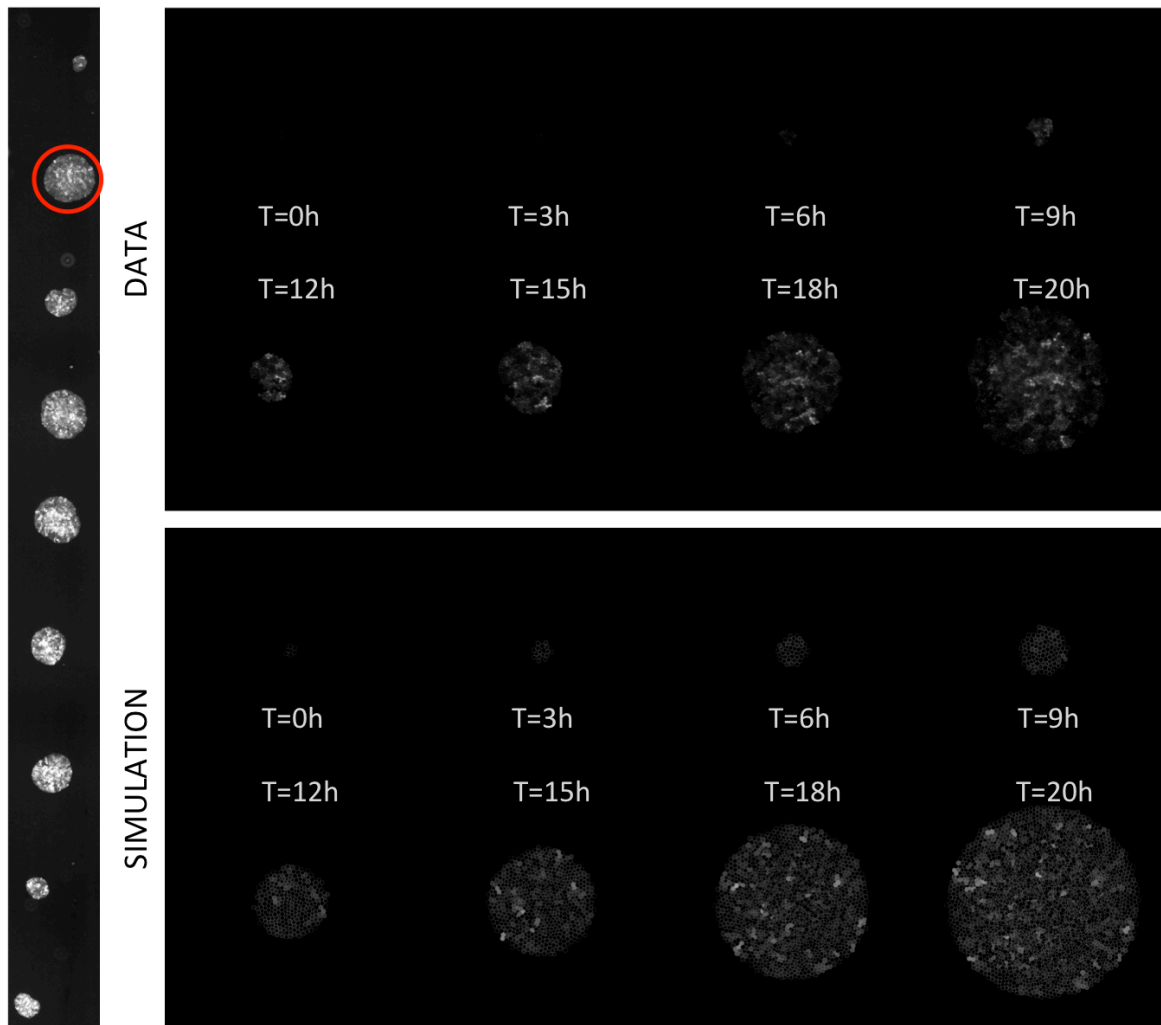 DATA
T=0h T=3h T=6h T=9h
T=12h T=15h T=18h T=20h
SIMULATION
T=0h T=3h T=6h T=9h
T=12h T=15h T=18h T=20h